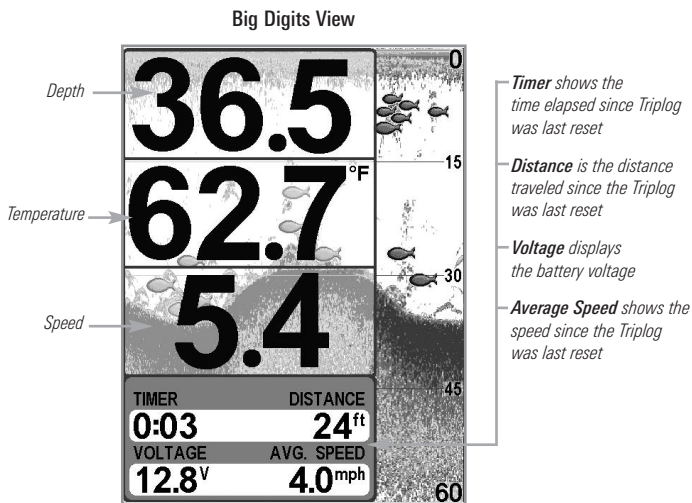 Big Digits View
Depth
36.5
Temperature
62.7°F
Speed
5.4
TIMER DISTANCE
0:03 24ft
VOLTAGE AVG. SPEED
12.8V 4.0mph
0
15
30
45
60
Timer shows the
time elapsed since Triplog
was last reset
Distance is the distance
traveled since the Triplog
was last reset
Voltage displays
the battery voltage
Average Speed shows the
speed since the Triplog
was last reset